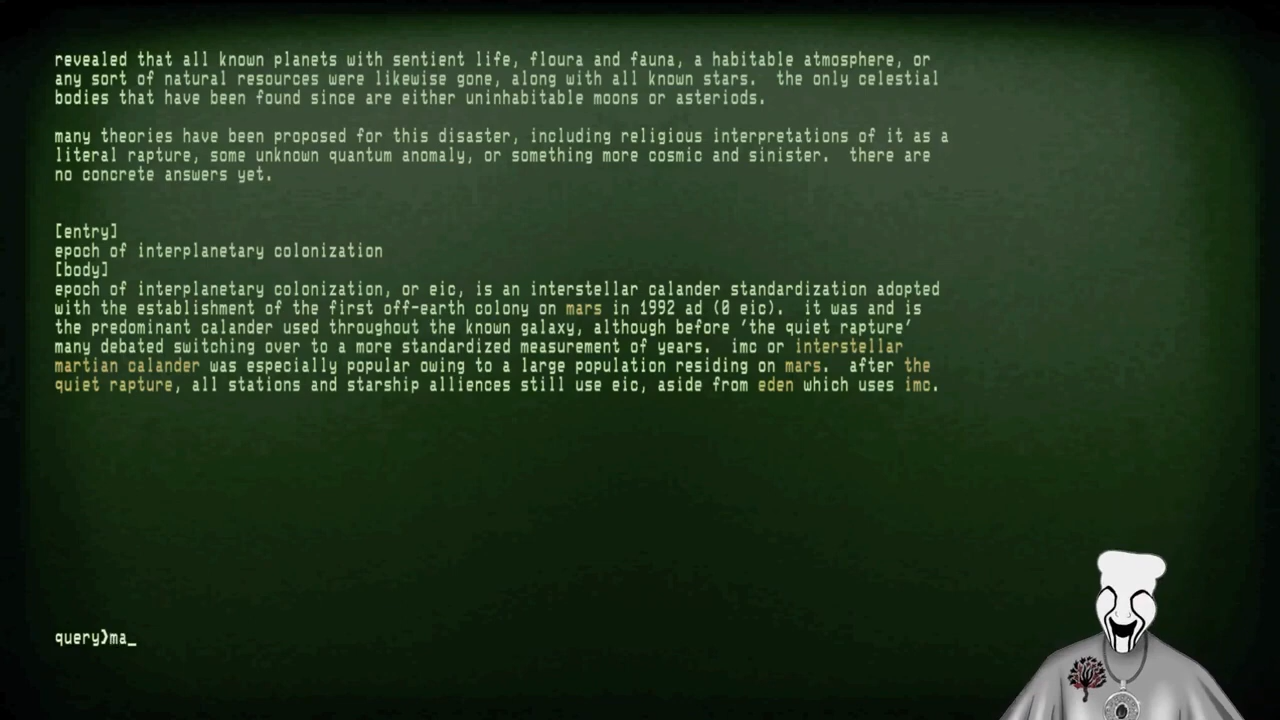 revealed that all known planets with sentient life, floura and fauna, a habitable atmosphere, or
any sort of natural resources were likewise gone, along with all known stars.  the only celestial
bodies that have been found since are either uninhabitable moons or asteriods.
many theories have been proposed for this disaster, including religious interpretations of it as a
literal rapture, some unknown quantum anomaly, or something more cosmic and sinister.  there are
no concrete answers yet.
[entry]
epoch of interplanetary colonization
[body]
epoch of interplanetary colonization, or eic, is an interstellar calander standardization adopted
with the establishment of the first off-earth colony on mars in 1992 ad (0 eic).  it was and is
the predominant calander used throughout the known galaxy, although before 'the quiet rapture'
many debated switching over to a more standardized measurement of years.  imc or interstellar
martian calander was especially popular owing to a large population residing on mars.  after the
quiet rapture, all stations and starship alliences still use eic, aside from eden which uses imc.
query>ma_